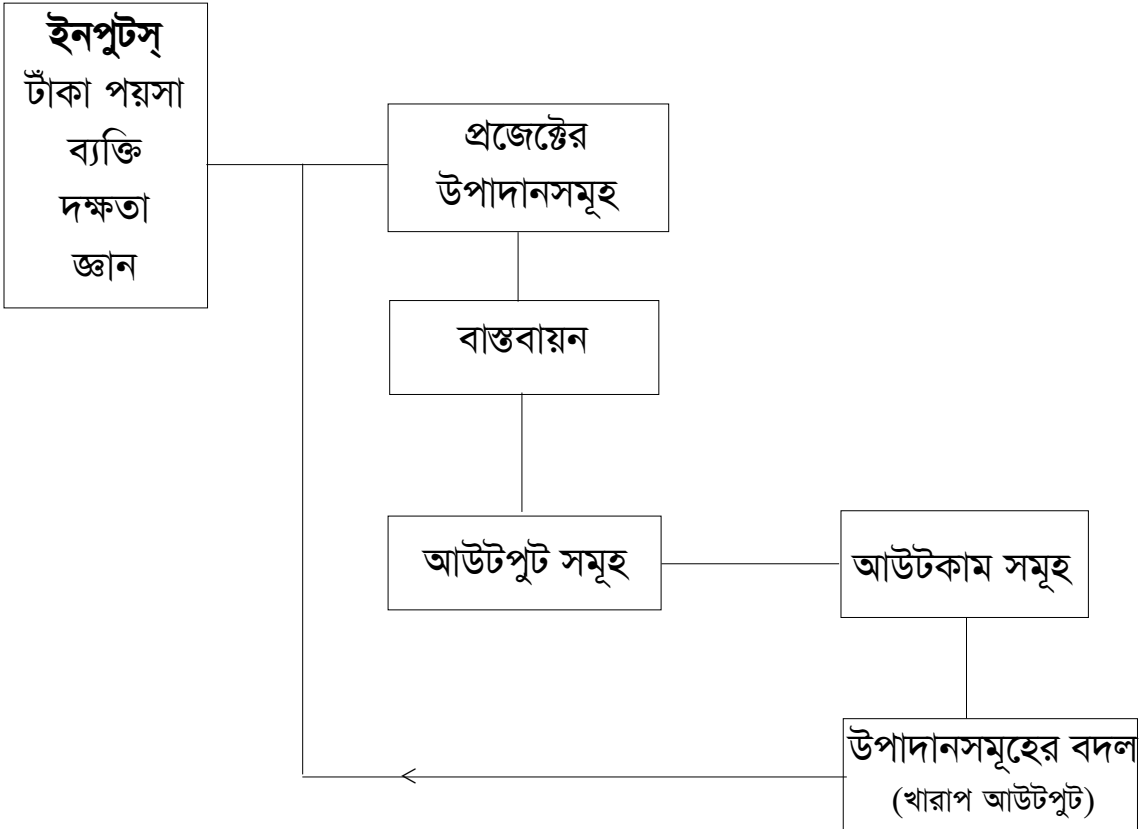 ইনপুটস্
টাঁকা পয়সা
ব্যক্তি
দক্ষতা
জ্ঞান
প্রজেক্টের
উপাদানসমূহ
বাস্তবায়ন
আউটপুট সমূহ
আউটকাম সমূহ
উপাদানসমূহের বদল
(খারাপ আউটপুট)